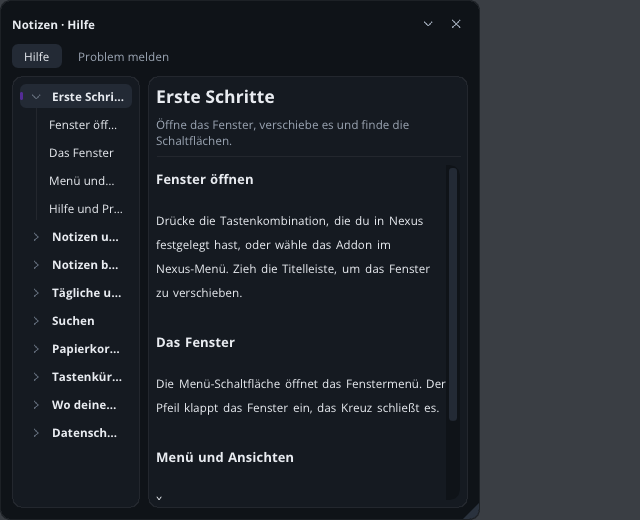 Notizen · Hilfe
Hilfe
Problem melden
Erste Schri...
Fenster öff...
Das Fenster
Menü und...
Hilfe und Pr...
Notizen u...
Notizen b...
Tägliche u...
Suchen
Papierkor...
Tastenkür...
Wo deine...
Datensch...
Erste Schritte
Öffne das Fenster, verschiebe es und finde die
Schaltflächen.
Fenster öffnen
Drücke die Tastenkombination, die du in Nexus
festgelegt hast, oder wähle das Addon im
Nexus-Menü. Zieh die Titelleiste, um das Fenster
zu verschieben.
Das Fenster
Die Menü-Schaltfläche öffnet das Fenstermenü. Der
Pfeil klappt das Fenster ein, das Kreuz schließt es.
Menü und Ansichten